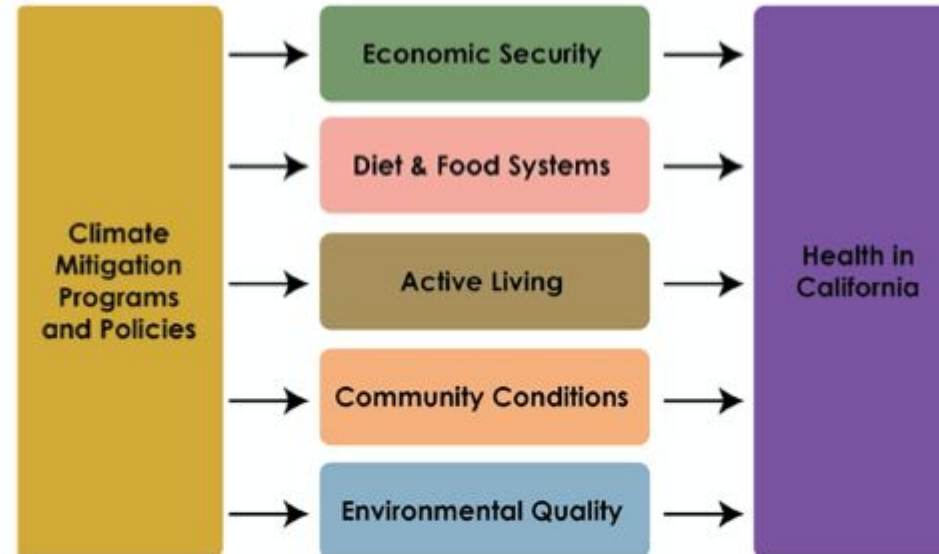 Climate
Mitigation
Programs
and Policies
Economic Security
Diet & Food Systems
Active Living
Community Conditions
Environmental Quality
Health in
California